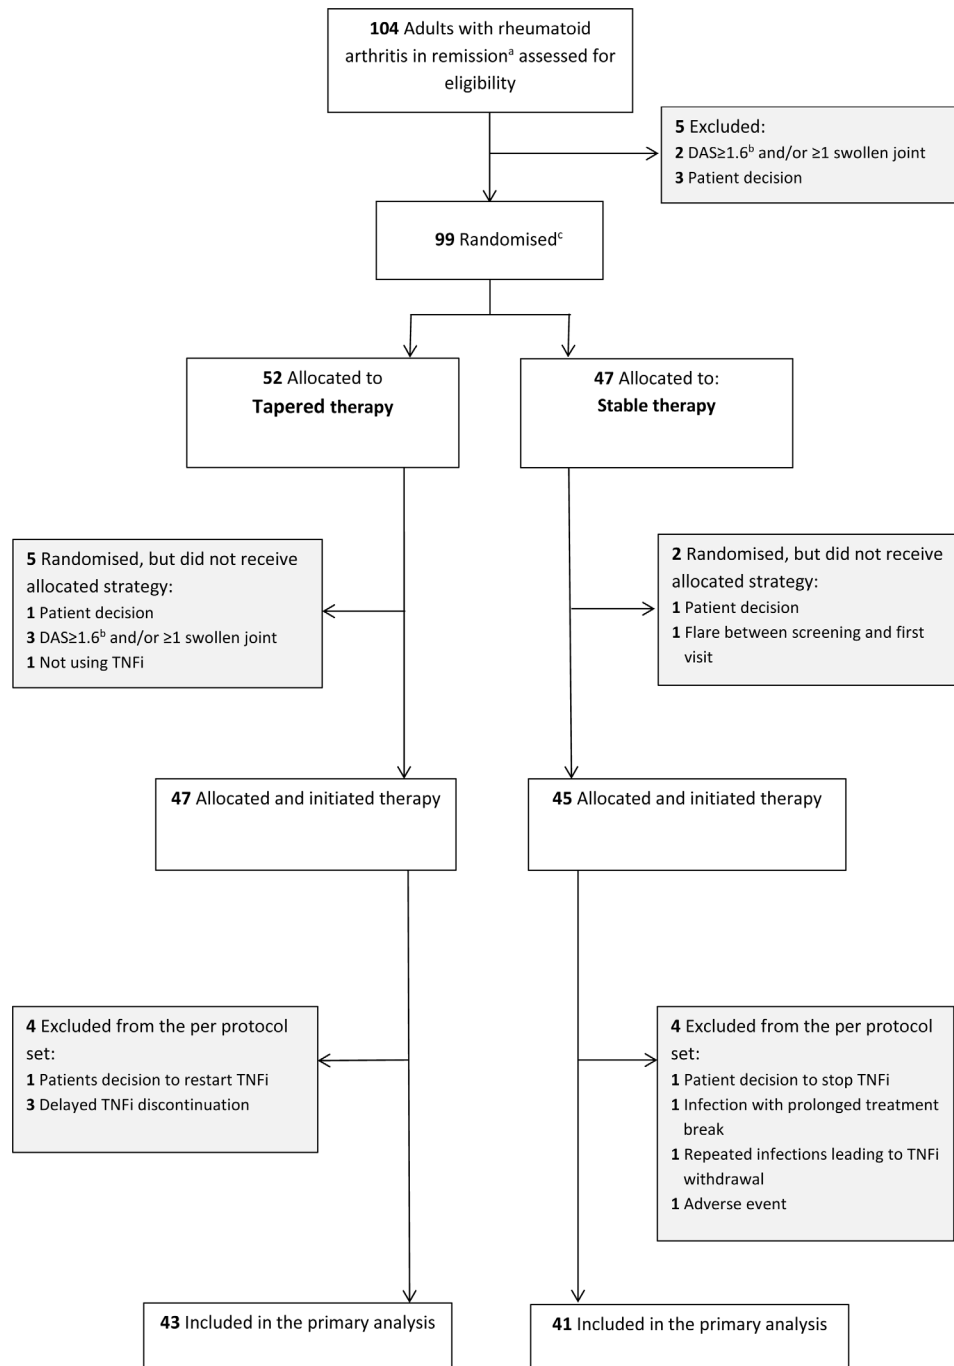 104 Adults with rheumatoid
arthritis in remissionᵃ assessed for
eligibility
5 Excluded:
2 DAS≥1.6ᵇ and/or ≥1 swollen joint
3 Patient decision
99 Randomisedᶜ
52 Allocated to
Tapered therapy
47 Allocated to:
Stable therapy
5 Randomised, but did not receive
allocated strategy:
1 Patient decision
3 DAS≥1.6ᵇ and/or ≥1 swollen joint
1 Not using TNFi
2 Randomised, but did not receive
allocated strategy:
1 Patient decision
1 Flare between screening and first
visit
47 Allocated and initiated therapy
45 Allocated and initiated therapy
4 Excluded from the per protocol
set:
1 Patients decision to restart TNFi
3 Delayed TNFi discontinuation
4 Excluded from the per protocol
set:
1 Patient decision to stop TNFi
1 Infection with prolonged treatment
break
1 Repeated infections leading to TNFi
withdrawal
1 Adverse event
43 Included in the primary analysis
41 Included in the primary analysis